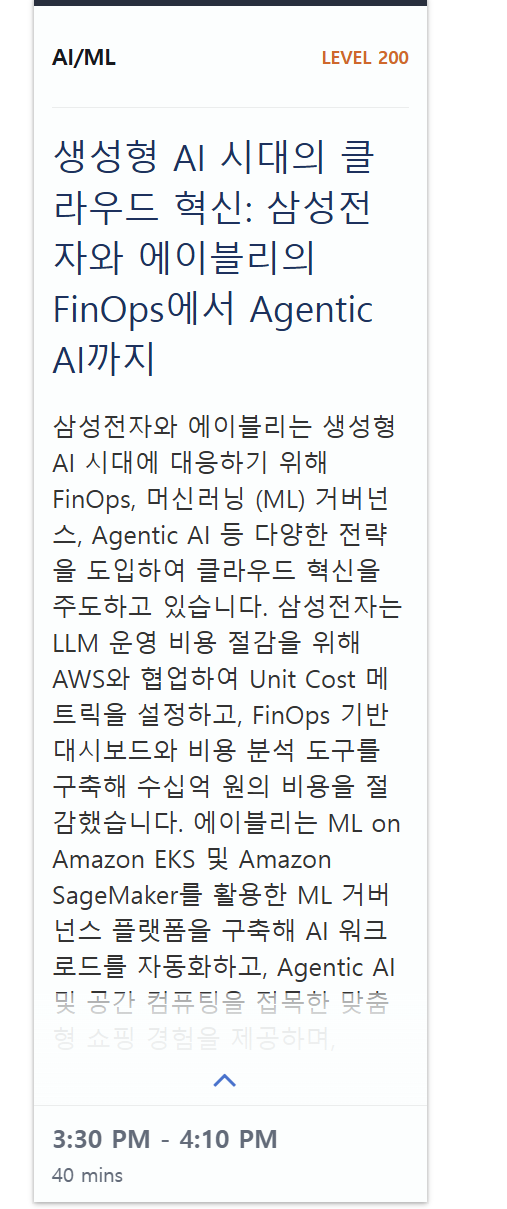 AI/ML
LEVEL 200
생성형 AI 시대의 클
라우드 혁신: 삼성전
자와 에이블리의
FinOps에서 Agentic
AI까지
삼성전자와 에이블리는 생성형
AI 시대에 대응하기 위해
FinOps, 머신러닝 (ML) 거버넌
스, Agentic AI 등 다양한 전략
을 도입하여 클라우드 혁신을
주도하고 있습니다. 삼성전자는
LLM 운영 비용 절감을 위해
AWS와 협업하여 Unit Cost 메
트릭을 설정하고, FinOps 기반
대시보드와 비용 분석 도구를
구축해 수십억 원의 비용을 절
감했습니다. 에이블리는 ML on
Amazon EKS 및 Amazon
SageMaker를 활용한 ML 거버
넌스 플랫폼을 구축해 AI 워크
로드를 자동화하고, Agentic AI
및 공간 컴퓨팅을 접목한 맞춤
형 쇼핑 경험을 제공하며,
3:30 PM - 4:10 PM
40 mins